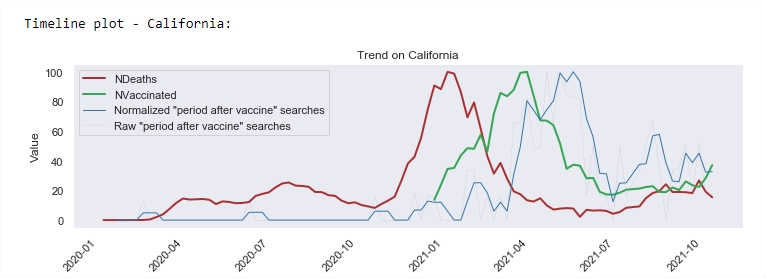 Timeline plot - California:
Trend on California
NDeaths
NVaccinated
Normalized "period after vaccine" searches
Raw "period after vaccine" searches
Value
100
80
60
40
20
0
2020-01
2020-04
2020-07
2020-10
2021-01
2021-04
2021-07
2021-10